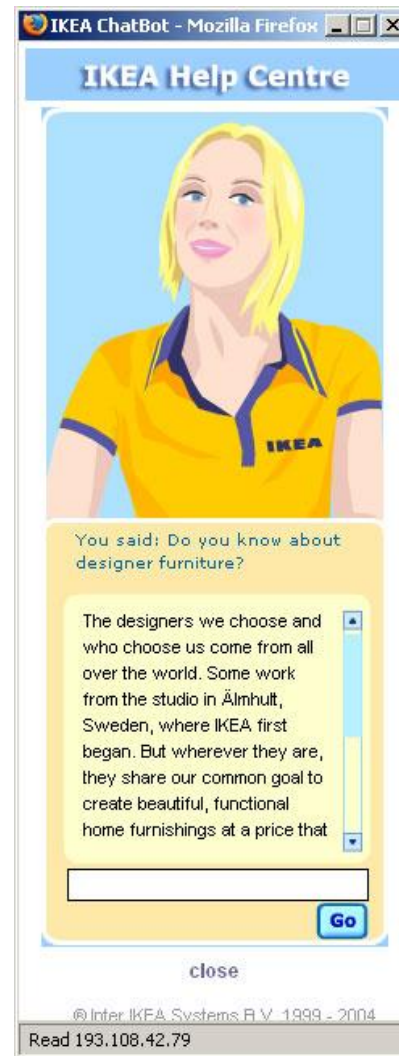 IKEA ChatBot - Mozilla Firefox
IKEA Help Centre
IKEA
You said: Do you know about
designer furniture?
The designers we choose and
who choose us come from all
over the world. Some work
from the studio in Älmhult,
Sweden, where IKEA first
began. But wherever they are,
they share our common goal to
create beautiful, functional
home furnishings at a price that
Go
close
© Inter IKEA Systems B.V. 1999 - 2004
Read 193.108.42.79